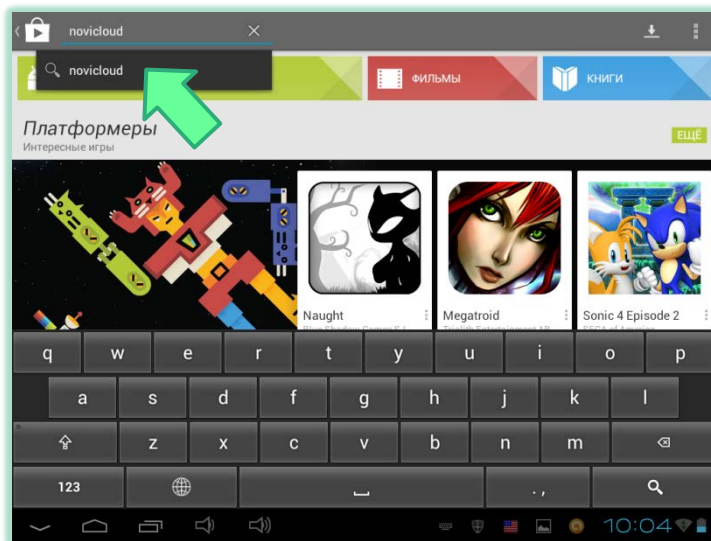 novicloud
novicloud
ФИЛЬМЫ
КНИГИ
Платформеры
Интересные игры
ЕЩЁ
Naught
Megatroid
Sonic 4 Episode 2
q w e r t y u i o p
a s d f g h j k l
z x c v b n m
123 . ,
10:04